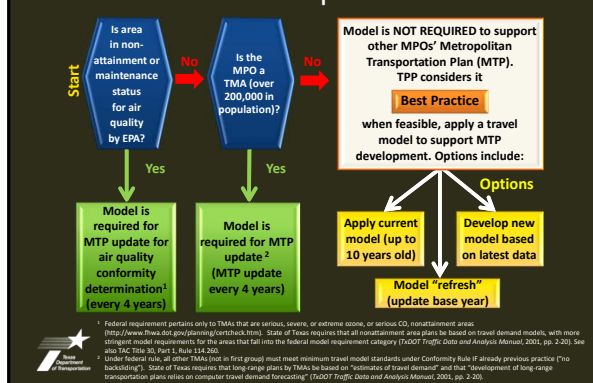 Start
Is area
in non-
attainment or
maintenance
status
for air
quality
by EPA?
No
Is the
MPO a
TMA (over
200,000 in
population)?
No
Model is NOT REQUIRED to support
other MPOs’ Metropolitan
Transportation Plan (MTP).
TPP considers it
Best Practice
when feasible, apply a travel
model to support MTP
development. Options include:
Yes
Yes
Options
Model is
required for
MTP update for
air quality
conformity
determination¹
(every 4 years)
Model is
required for MTP
update ²
(MTP update
every 4 years)
Apply current
model (up to
10 years old)
Develop new
model based
on latest data
Model “refresh”
(update base year)
¹ Federal requirement pertains only to TMAs that are serious, severe, or extreme ozone, or serious CO, nonattainment areas
(http://www.fhwa.dot.gov/planning/certcheck.htm). State of Texas requires that all nonattainment area plans be based on travel demand models, with more
stringent model requirements for the areas that fall into the federal model requirement category (TxDOT Traffic Data and Analysis Manual, 2001, pp. 2-20). See
also TAC Title 30, Part 1, Rule 114.260.
² Under federal rule, all other TMAs (not in first group) must meet minimum travel model standards under Conformity Rule IF already previous practice (“no
backsliding”). State of Texas requires that long-range plans by TMAs be based on “estimates of travel demand” and that “development of long-range
transportation plans relies on computer travel demand forecasting” (TxDOT Traffic Data and Analysis Manual, 2001, pp. 2-20).
Texas
Department
of Transportation